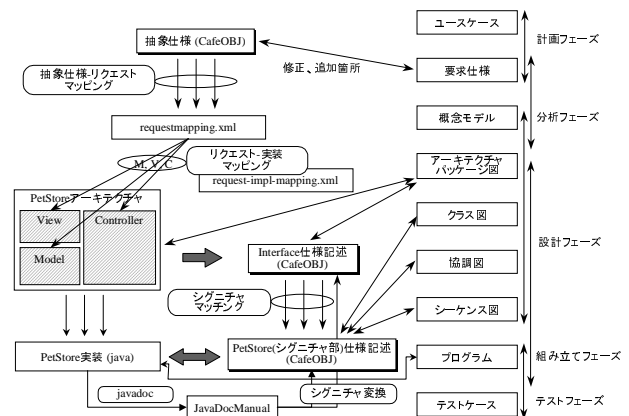 抽象仕様 (CafeOBJ)
抽象仕様-リクエスト
マッピング
修正、追加箇所
requestmapping.xml
M, V, C
リクエスト-実装
マッピング
request-impl-mapping.xml
PetStoreアーキテクチャ
View
Controller
Model
Interface仕様記述
(CafeOBJ)
シグニチャ
マッチング
PetStore実装 (java)
PetStore(シグニチャ部)仕様記述
(CafeOBJ)
javadoc
シグニチャ変換
JavaDocManual
ユースケース
要求仕様
概念モデル
アーキテクチャ
パッケージ図
クラス図
協調図
シーケンス図
プログラム
テストケース
計画フェーズ
分析フェーズ
設計フェーズ
組み立てフェーズ
テストフェーズ